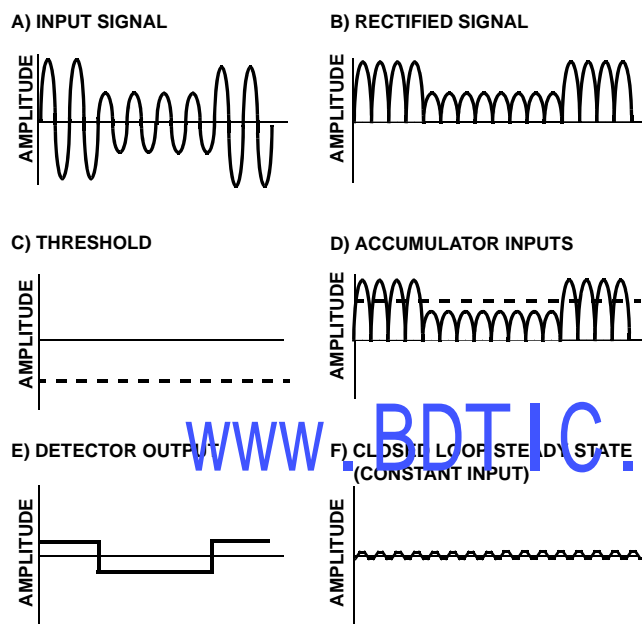 A) INPUT SIGNAL
B) RECTIFIED SIGNAL
AMPLITUDE
AMPLITUDE
C) THRESHOLD
D) ACCUMULATOR INPUTS
AMPLITUDE
AMPLITUDE
www.BDTIC.
E) DETECTOR OUTPUT
F) CLOSED LOOP STEADY STATE
(CONSTANT INPUT)
AMPLITUDE
AMPLITUDE